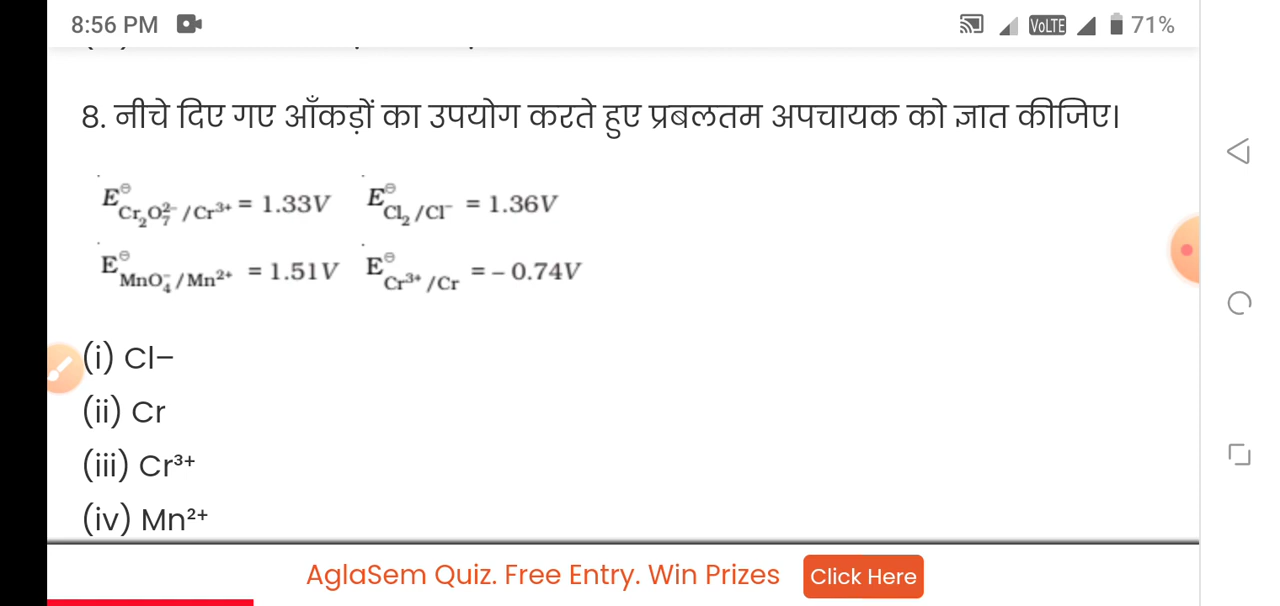 8:56 PM VoLTE 71%
8. नीचे दिए गए आँकड़ों का उपयोग करते हुए प्रबलतम अपचायक को ज्ञात कीजिए।
E⊖Cr₂O₇²⁻/Cr³⁺ = 1.33V E⊖Cl₂/Cl⁻ = 1.36V
E⊖MnO₄⁻/Mn²⁺ = 1.51V E⊖Cr³⁺/Cr = – 0.74V
(i) Cl–
(ii) Cr
(iii) Cr³⁺
(iv) Mn²⁺
AglaSem Quiz. Free Entry. Win Prizes Click Here